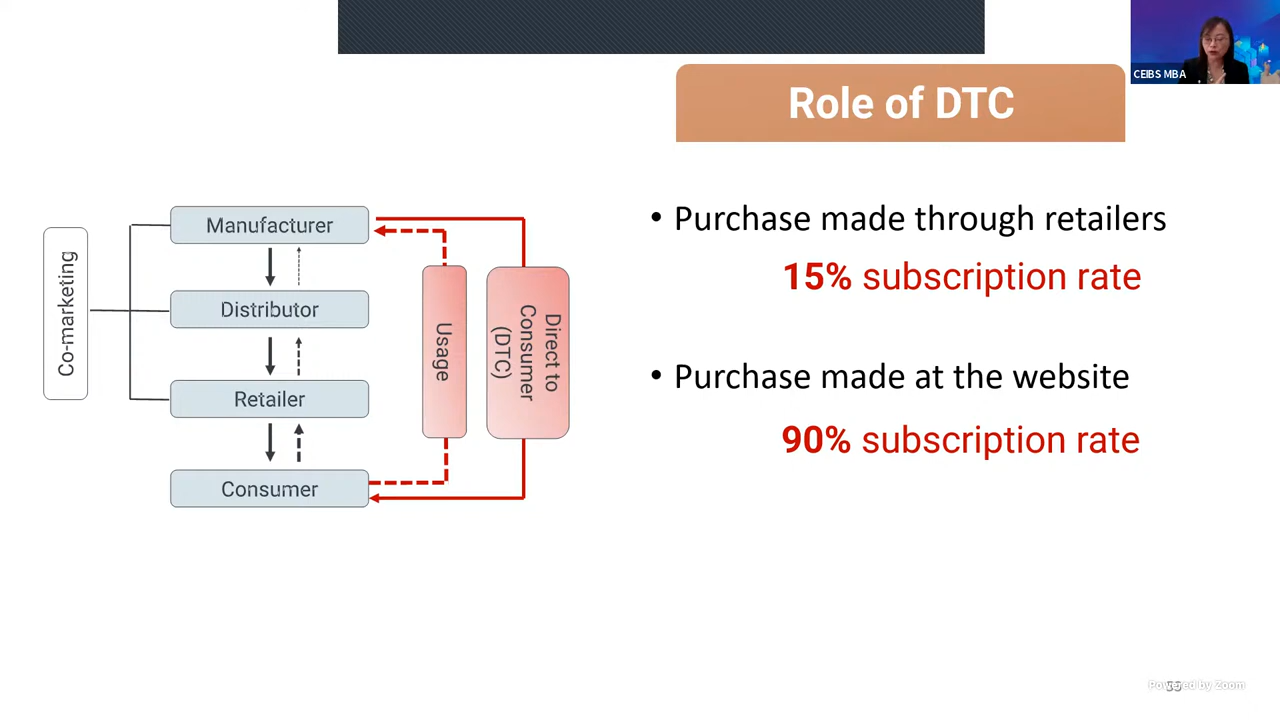 CEIBS MBA
Role of DTC
Co-marketing
Manufacturer
Distributor
Retailer
Consumer
Usage
Direct to
Consumer
(DTC)
• Purchase made through retailers
15% subscription rate
• Purchase made at the website
90% subscription rate
Powered by Zoom